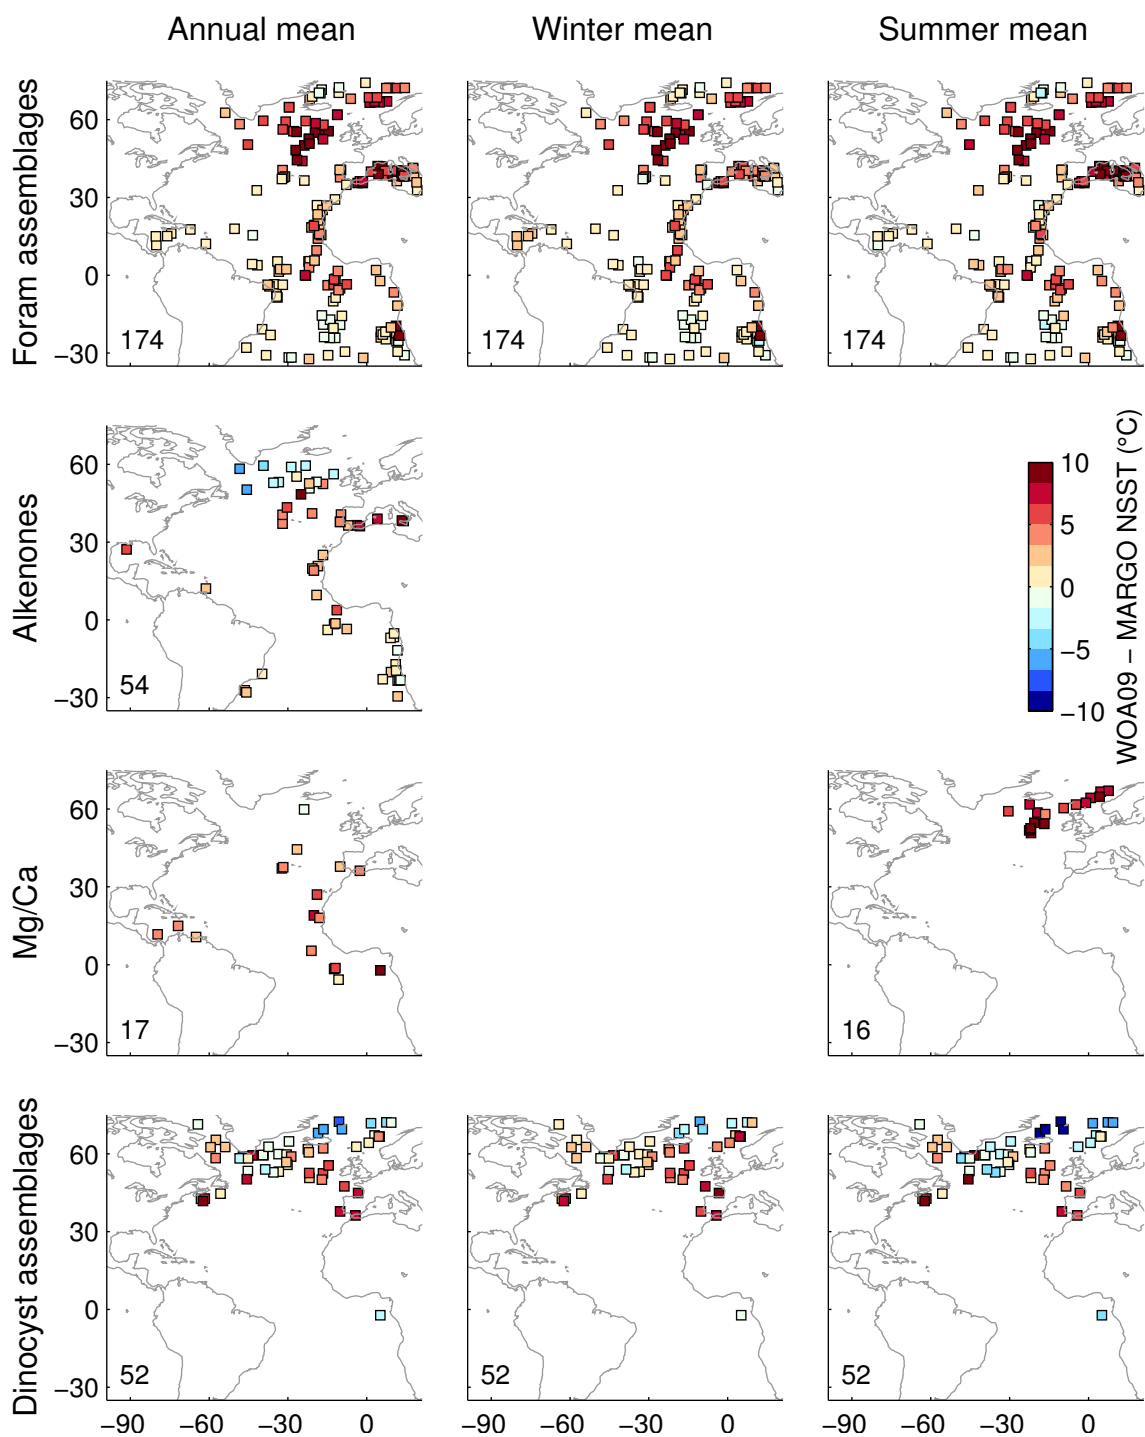 Annual mean
Winter mean
Summer mean
Foram assemblages
60
30
0
−30
174
174
174
Alkenones
60
30
0
−30
54
10
5
0
−5
−10
WOA09 − MARGO NSST (°C)
Mg/Ca
60
30
0
−30
17
16
Dinocyst assemblages
60
30
0
−30
52
52
52
−90 −60 −30 0
−90 −60 −30 0
−90 −60 −30 0